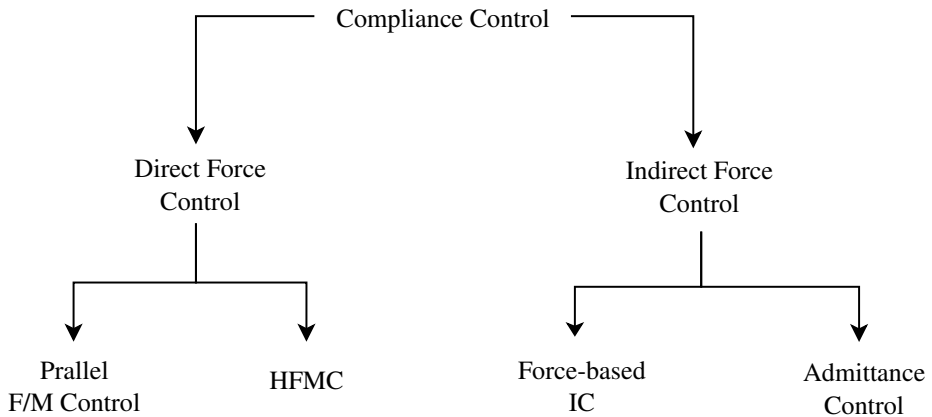 Compliance Control
Direct Force
Control
Indirect Force
Control
Prallel
F/M Control
HFMC
Force-based
IC
Admittance
Control